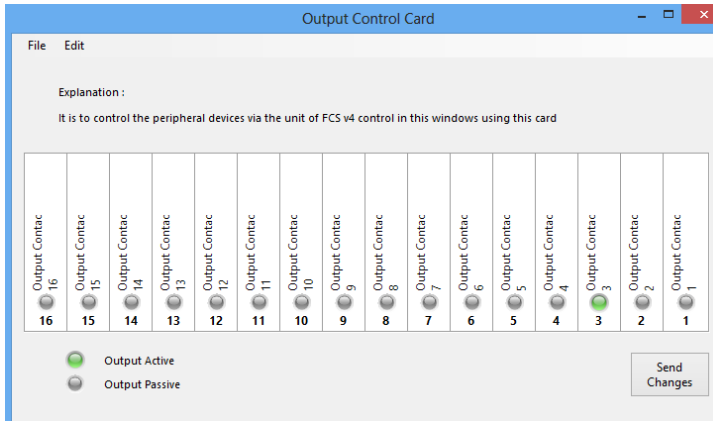 Output Control Card
File Edit
Explanation :
It is to control the peripheral devices via the unit of FCS v4 control in this windows using this card
Output Contac 16
Output Contac 15
Output Contac 14
Output Contac 13
Output Contac 12
Output Contac 11
Output Contac 10
Output Contac 9
Output Contac 8
Output Contac 7
Output Contac 6
Output Contac 5
Output Contac 4
Output Contac 3
Output Contac 2
Output Contac 1
16 15 14 13 12 11 10 9 8 7 6 5 4 3 2 1
Output Active
Output Passive
Send
Changes